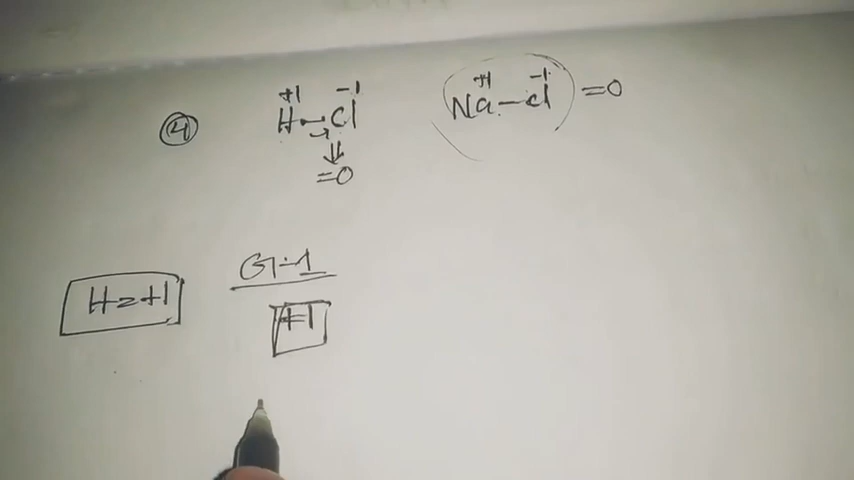 +1 -1 +1 -1
④ H-Cl Na-Cl =0
=0
G-1
H=+1
+1